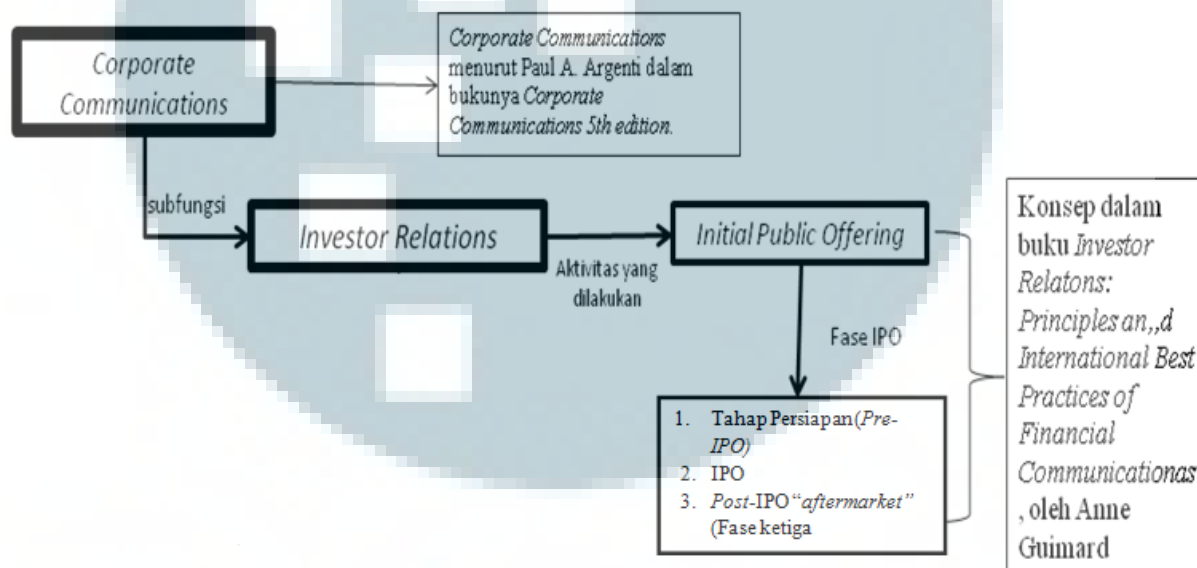 Corporate
Communications
Corporate Communications
menurut Paul A. Argenti dalam
bukunya Corporate
Communications 5th edition.
subfungsi
Investor Relations
Aktivitas yang
dilakukan
Initial Public Offering
Fase IPO
1. Tahap Persiapan (Pre-
IPO)
2. IPO
3. Post-IPO “aftermarket”
(Fase ketiga
Konsep dalam
buku Investor
Relatons:
Principles an,,d
International Best
Practices of
Financial
Communicationas
, oleh Anne
Guimard